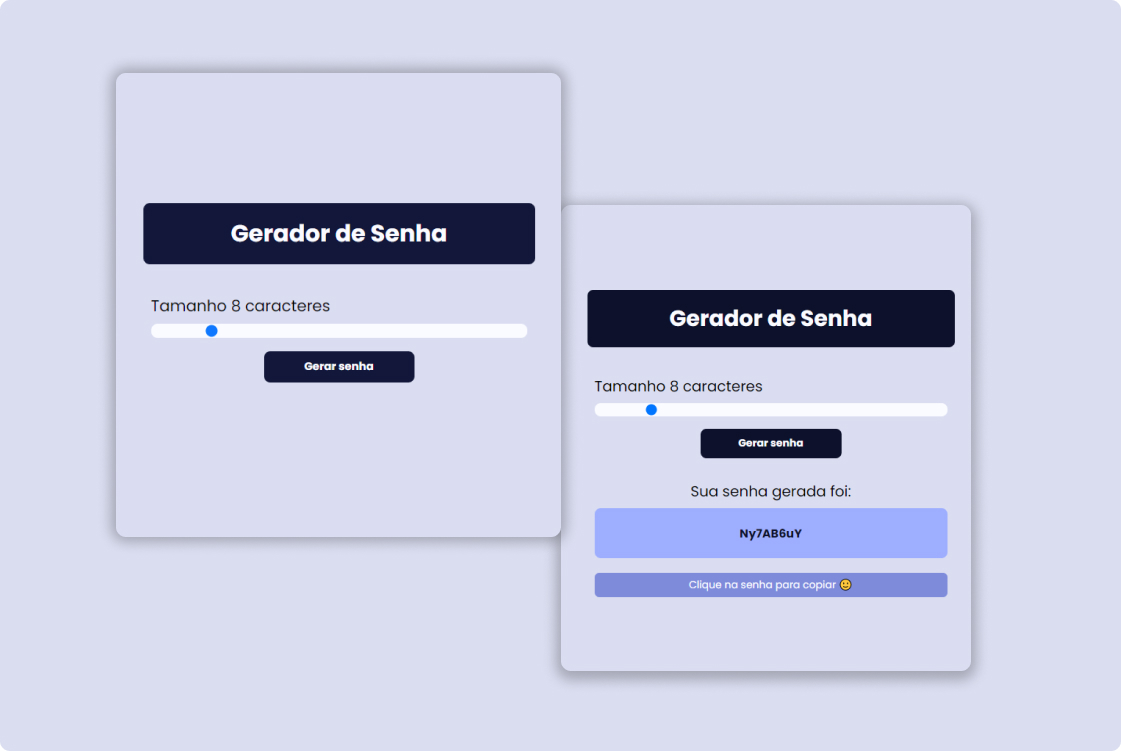 Gerador de Senha
Tamanho 8 caracteres
Gerar senha
Gerador de Senha
Tamanho 8 caracteres
Gerar senha
Sua senha gerada foi:
Ny7AB6uY
Clique na senha para copiar 😃